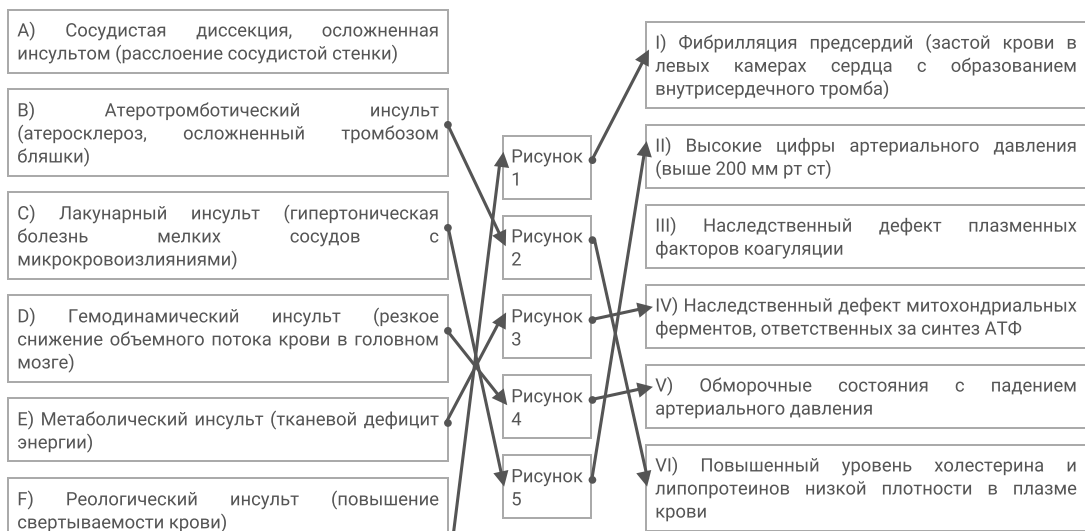 A) Сосудистая диссекция, осложненная
инсультом (расслоение сосудистой стенки)
B) Атеротромботический инсульт
(атеросклероз, осложненный тромбозом
бляшки)
C) Лакунарный инсульт (гипертоническая
болезнь мелких сосудов с
микрокровоизлияниями)
D) Гемодинамический инсульт (резкое
снижение объемного потока крови в головном
мозге)
E) Метаболический инсульт (тканевой дефицит
энергии)
F) Реологический инсульт (повышение
свертываемости крови)
Рисунок
1
Рисунок
2
Рисунок
3
Рисунок
4
Рисунок
5
I) Фибрилляция предсердий (застой крови в
левых камерах сердца с образованием
внутрисердечного тромба)
II) Высокие цифры артериального давления
(выше 200 мм рт ст)
III) Наследственный дефект плазменных
факторов коагуляции
IV) Наследственный дефект митохондриальных
ферментов, ответственных за синтез АТФ
V) Обморочные состояния с падением
артериального давления
VI) Повышенный уровень холестерина и
липопротеинов низкой плотности в плазме
крови